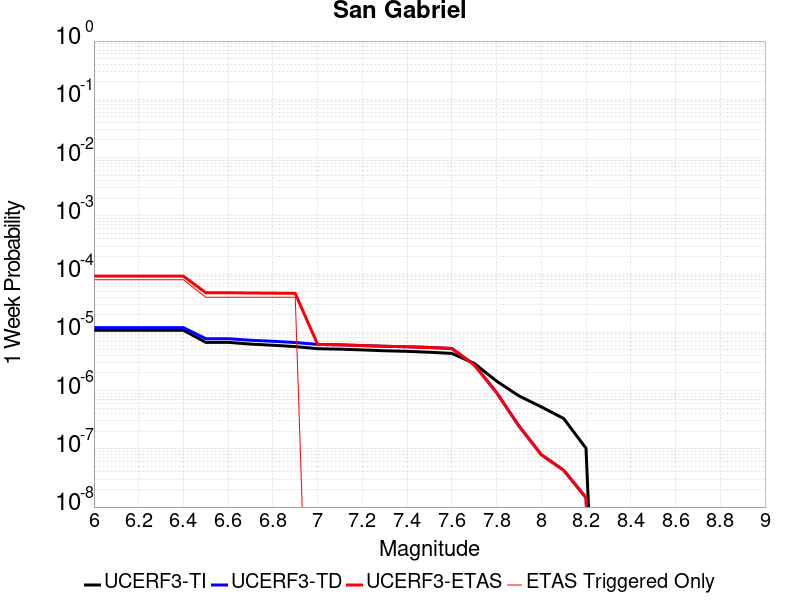 San Gabriel
10 0
10 -1
10 -2
10 -3
10 -4
10 -5
10 -6
10 -7
10 -8
1 Week Probability
6 6.2 6.4 6.6 6.8 7 7.2 7.4 7.6 7.8 8 8.2 8.4 8.6 8.8 9
Magnitude
UCERF3-TI UCERF3-TD UCERF3-ETAS ETAS Triggered Only